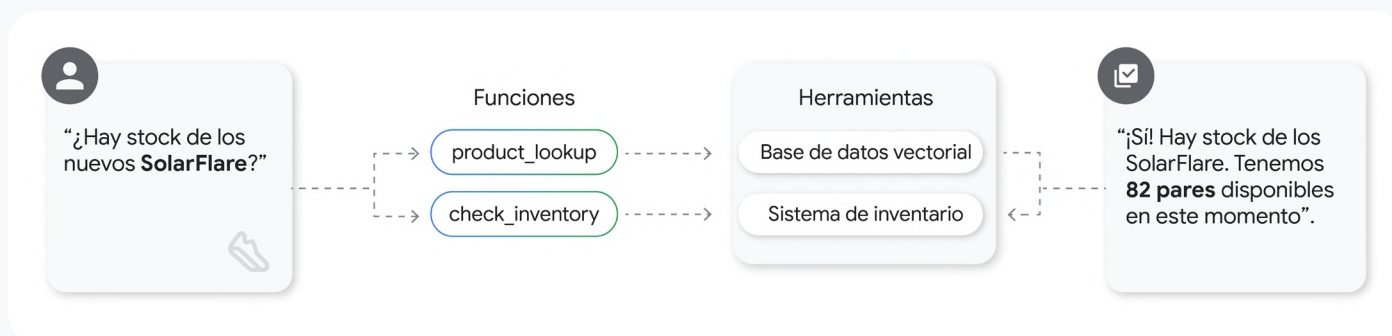 “¿Hay stock de los
nuevos SolarFlare?”
Funciones
product_lookup
check_inventory
Herramientas
Base de datos vectorial
Sistema de inventario
“¡Sí! Hay stock de los
SolarFlare. Tenemos
82 pares disponibles
en este momento”.